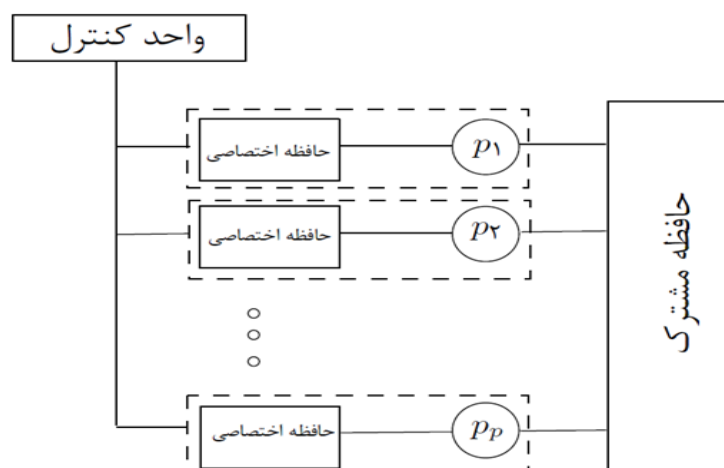 واحد کنترل
حافظه اختصاصی
p۱
حافظه اختصاصی
p۲
حافظه اختصاصی
pp
حافظه مشترک